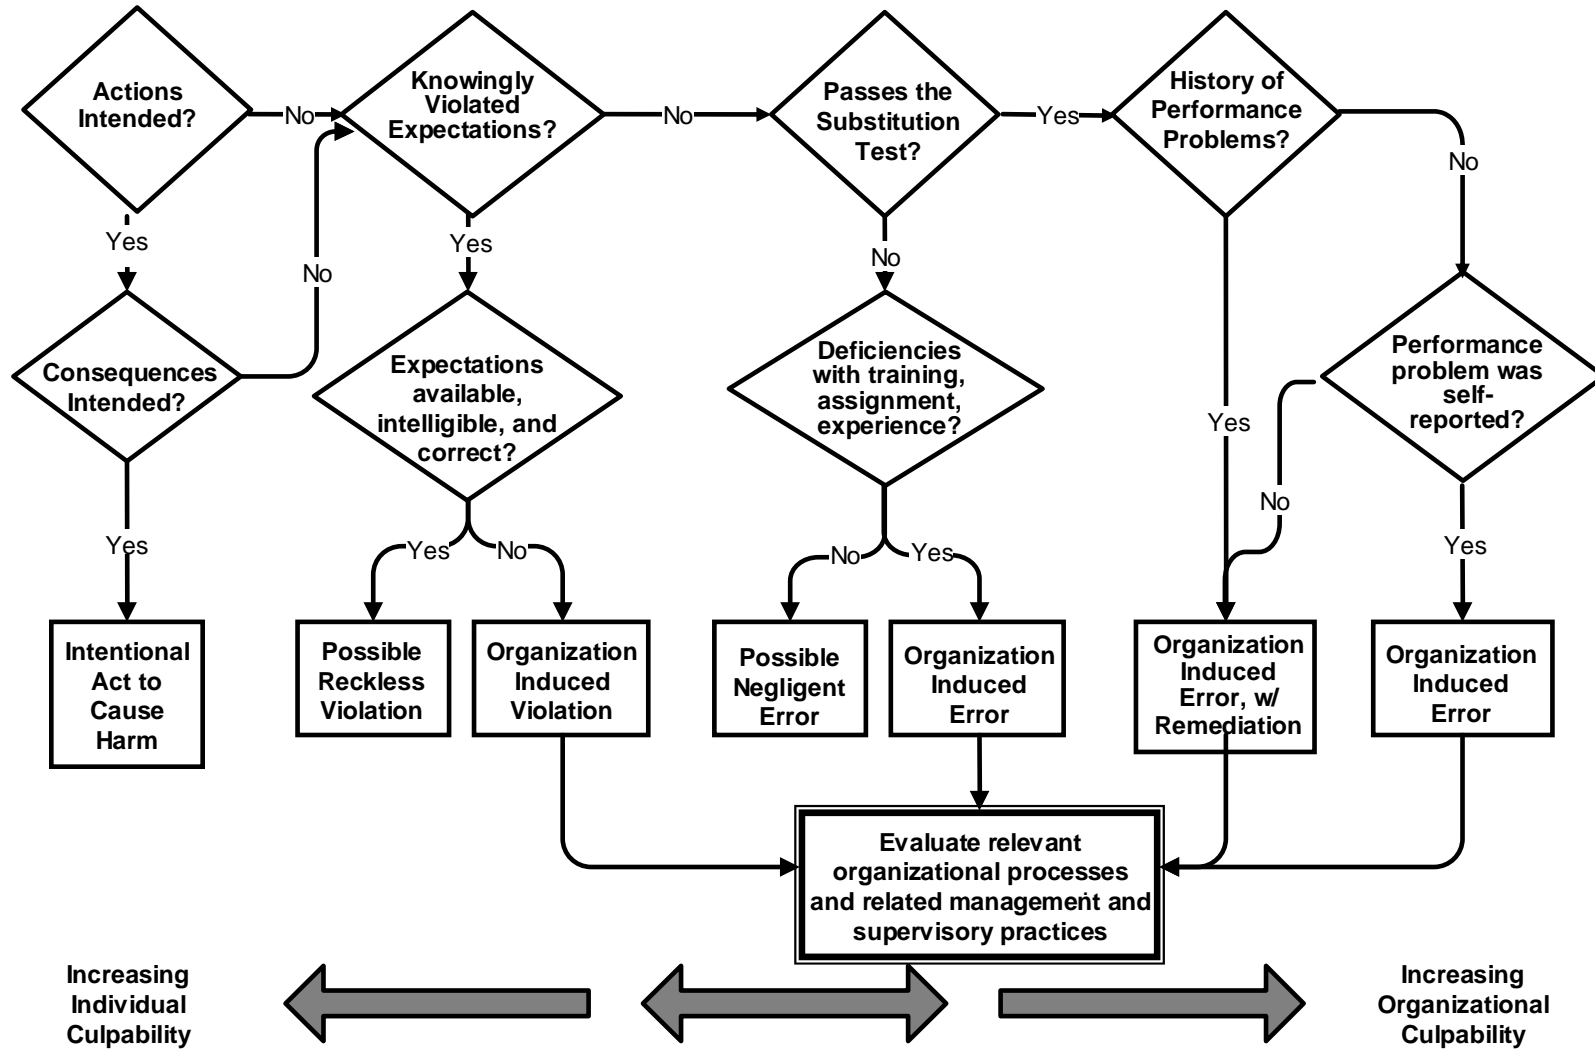 Actions
Intended?
No
Knowingly
Violated
Expectations?
No
Passes the
Substitution
Test?
Yes
History of
Performance
Problems?
No
Yes
Consequences
Intended?
No
Yes
Expectations
available,
intelligible, and
correct?
No
Deficiencies
with training,
assignment,
experience?
Yes
Performance
problem was
self-
reported?
No
Yes
Yes
Yes
No
No
Yes
Intentional
Act to
Cause
Harm
Possible
Reckless
Violation
Organization
Induced
Violation
Possible
Negligent
Error
Organization
Induced
Error
Organization
Induced
Error, w/
Remediation
Organization
Induced
Error
Evaluate relevant
organizational processes
and related management and
supervisory practices
Increasing
Individual
Culpability
Increasing
Organizational
Culpability